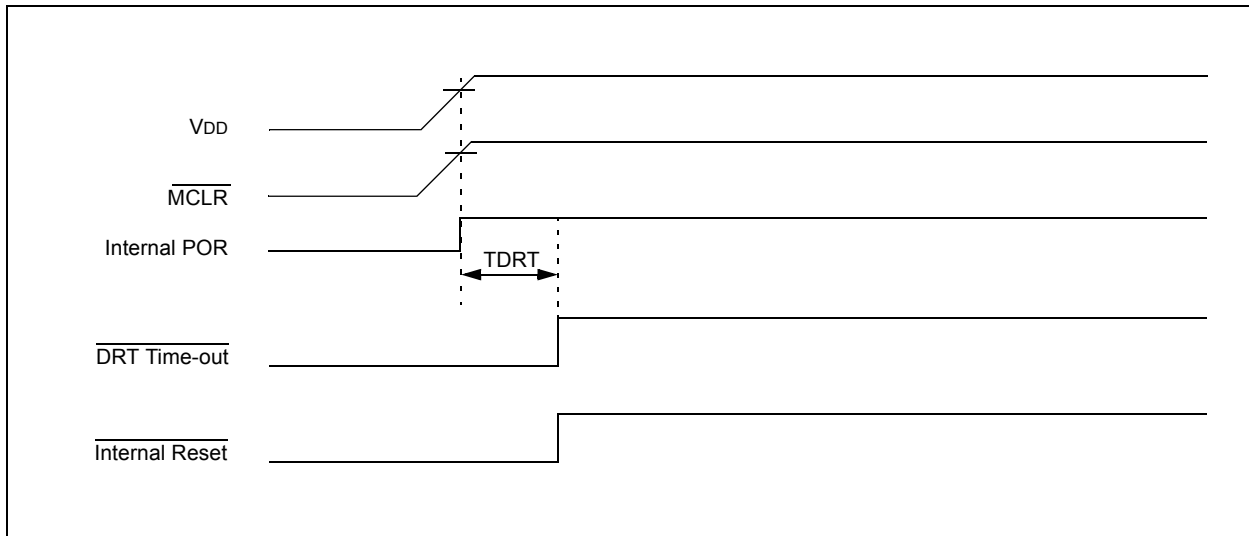 VDD
MCLR
Internal POR
TDRT
DRT Time-out
Internal Reset